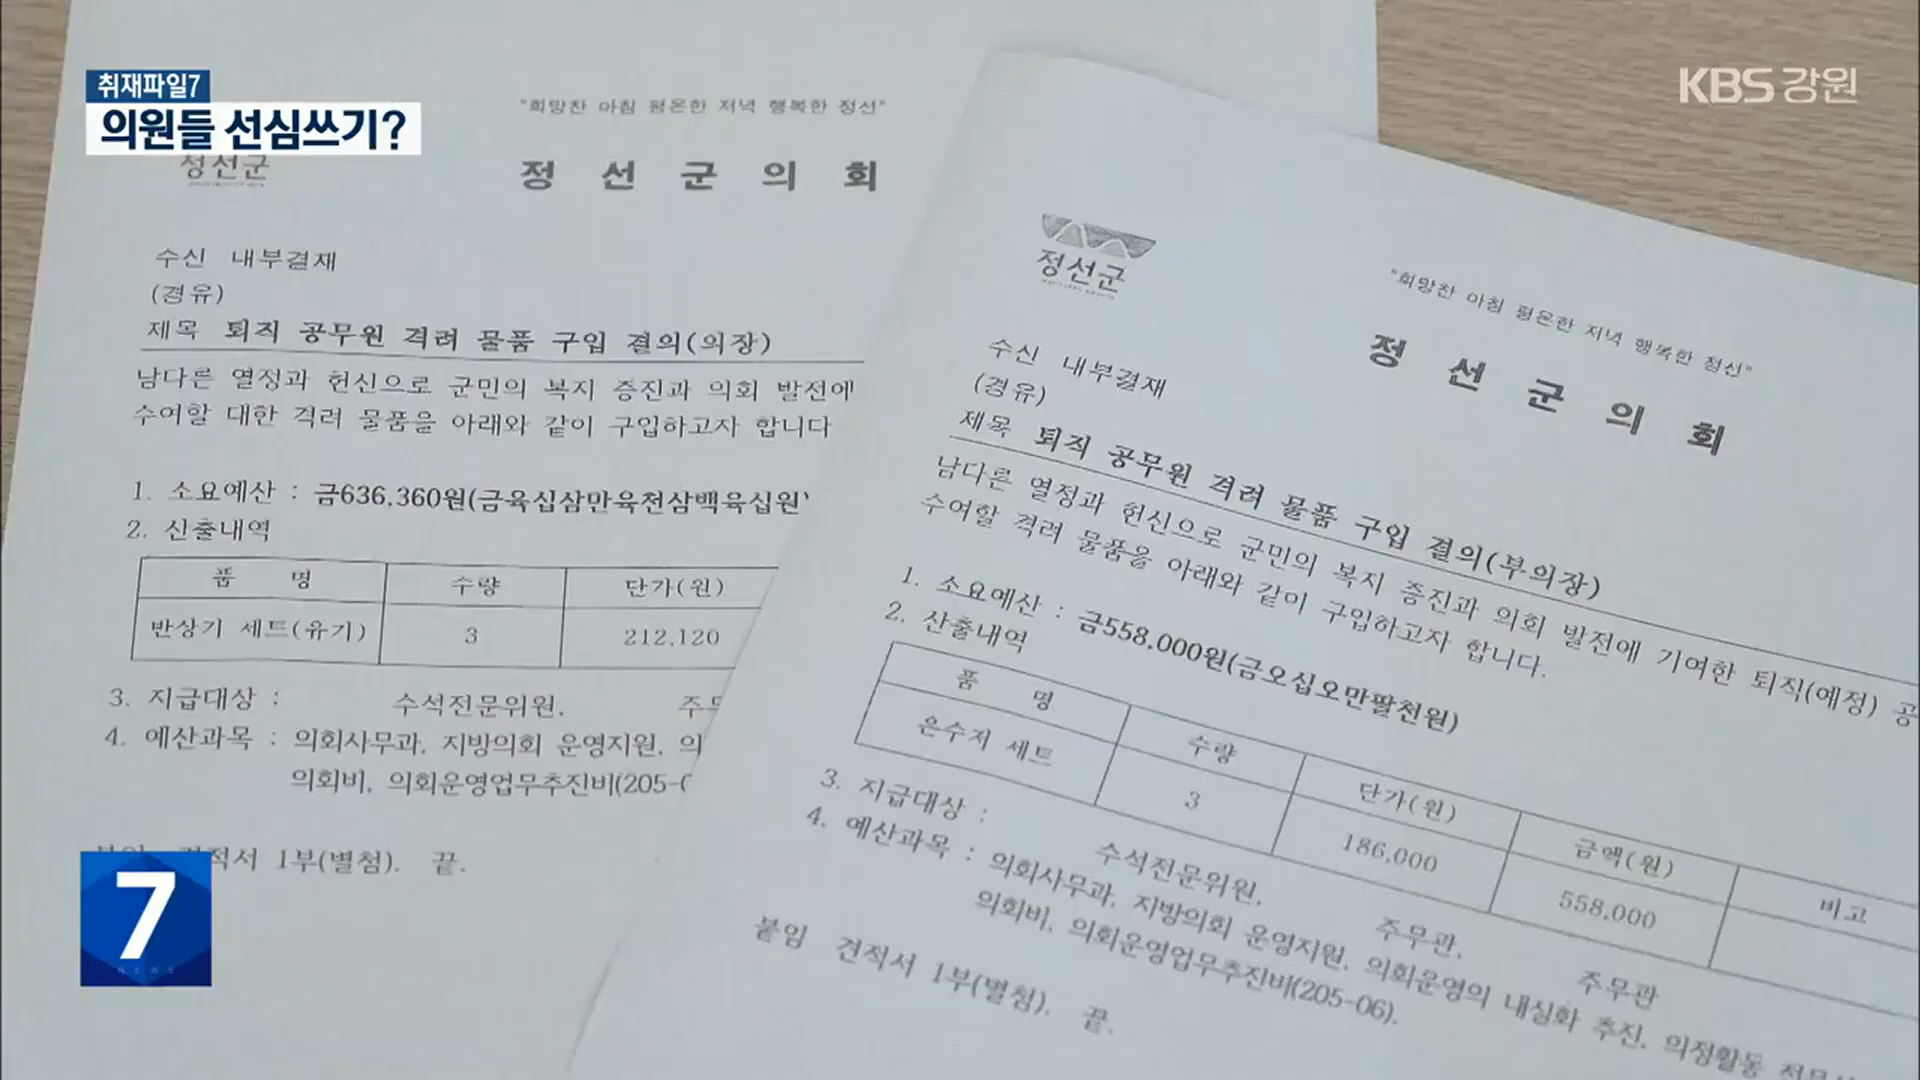 취재파일7
의원들 선심쓰기?
KBS 강원
"희망찬 아침 평온한 저녁 행복한 정선"
정선군
정 선 군 의 회
수신 내부결재
(경유)
제목 퇴직 공무원 격려 물품 구입 결의(의장)
남다른 열정과 헌신으로 군민의 복지 증진과 의회 발전에
수여할 대한 격려 물품을 아래와 같이 구입하고자 합니다
1. 소요예산 : 금636,360원(금육십삼만육천삼백육십원)
2. 산출내역
품 명 수량 단가(원)
반상기 세트(유기) 3 212,120
3. 지급대상 : 수석전문위원,
4. 예산과목 : 의회사무과, 지방의회 운영지원, 의
의회비, 의회운영업무추진비(205-0
견적서 1부(별첨). 끝.
7
NEWS
정선군
"희망찬 아침 평온한 저녁 행복한 정선"
정 선 군 의 회
수신 내부결재
(경유)
제목 퇴직 공무원 격려 물품 구입 결의(부의장)
남다른 열정과 헌신으로 군민의 복지 증진과 의회 발전에 기여한 퇴직(예정) 공
수여할 격려 물품을 아래와 같이 구입하고자 합니다.
1. 소요예산 : 금558,000원(금오십오만팔천원)
2. 산출내역
품 명 수량 단가(원) 금액(원) 비고
은수저 세트 3 186,000 558,000
3. 지급대상 : 수석전문위원, 주무관, 주무관
4. 예산과목 : 의회사무과, 지방의회 운영지원, 의회운영의 내실화 추진, 의정활동
의회비, 의회운영업무추진비(205-06).
붙임 견적서 1부(별첨). 끝.